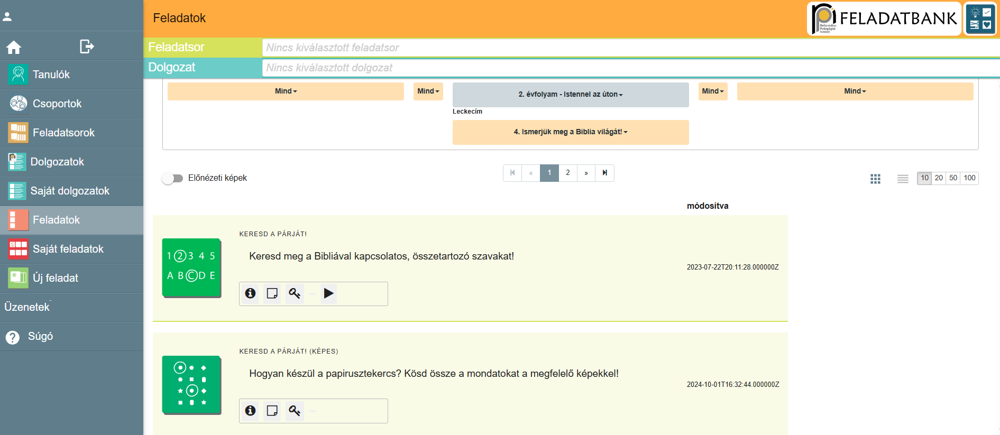 Feladatok
Református
Pedagógiai
Intézet
FELADATBANK
Feladatsor
Nincs kiválasztott feladatsor
Dolgozat
Nincs kiválasztott dolgozat
Tanulók
Csoportok
Feladatsorok
Dolgozatok
Saját dolgozatok
Feladatok
S
Saját feladatok
Új feladat
Üzenetek
Súgó
Mind
Mind
2. évfolyam - Istennel az úton
Mind
Mind
Leckecím
4. Ismerjük meg a Biblia világát!
Előnézeti képek
« 1 2 »
10 20 50 100
módosítva
KERESD A PÁRJÁT!
1 2 3 4 5
A B C D E
Keresd meg a Bibliával kapcsolatos, összetartozó szavakat!
2023-07-22T20:11:28.000000Z
KERESD A PÁRJÁT! (KÉPES)
Hogyan készül a papirusztekercs? Kösd össze a mondatokat a megfelelő képekkel!
2024-10-01T16:32:44.000000Z